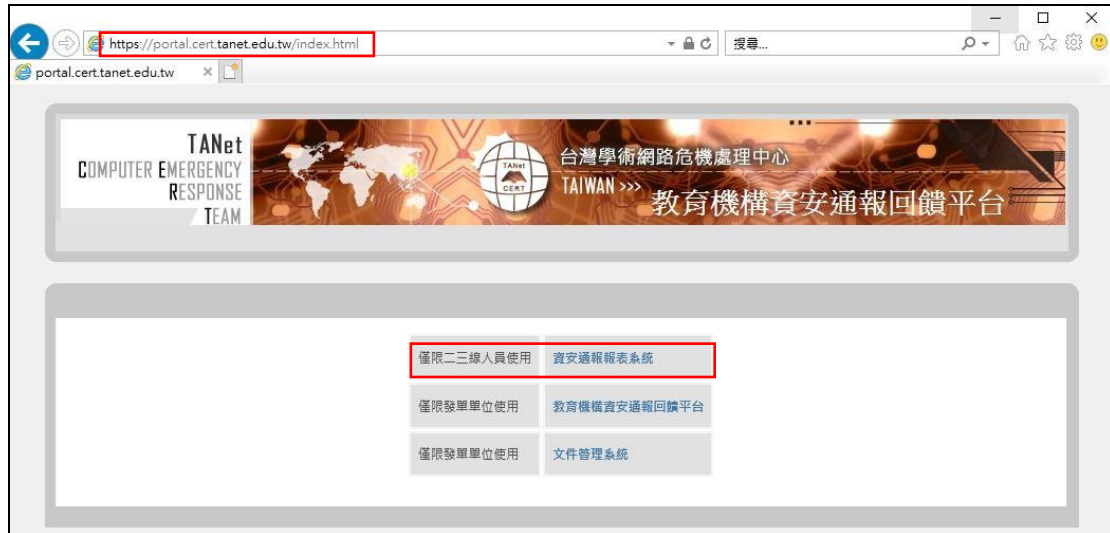 https://portal.cert.tanet.edu.tw/index.html
搜尋...
portal.cert.tanet.edu.tw
TANet
COMPUTER EMERGENCY
RESPONSE
TEAM
TANet
CERT
台灣學術網路危機處理中心
TAIWAN >>>
教育機構資安通報回饋平台
僅限二三線人員使用 資安通報報表系統
僅限發單單位使用 教育機構資安通報回饋平台
僅限發單單位使用 文件管理系統